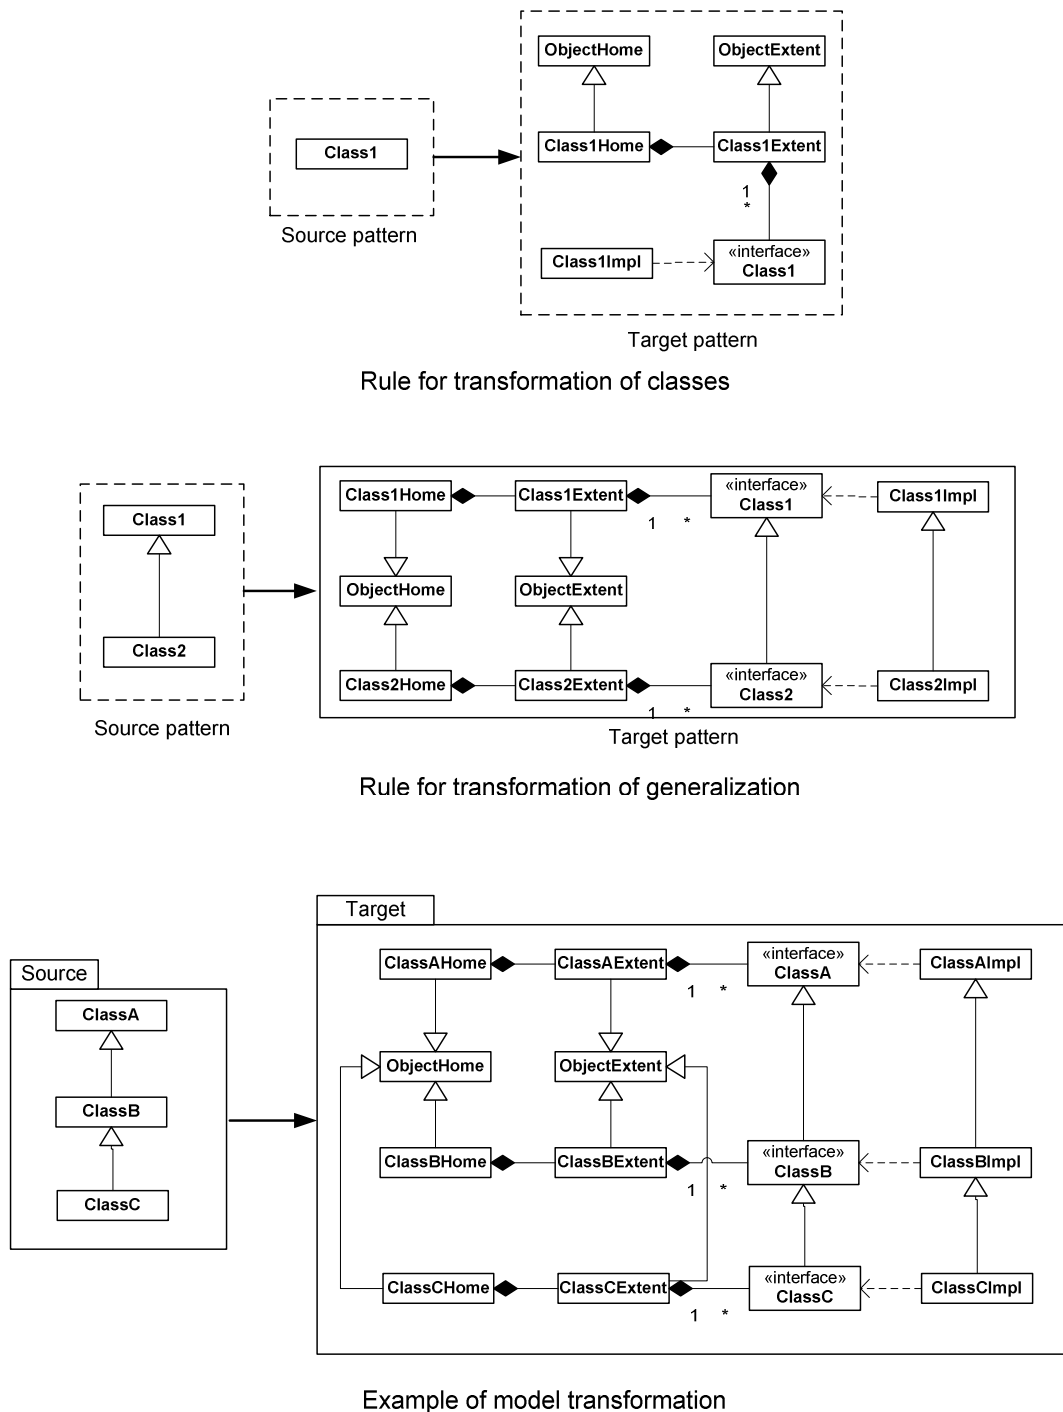 ObjectHome
ObjectExtent
Class1
Class1Home
Class1Extent
1
*
Class1Impl
«interface»
Class1
Source pattern
Target pattern
Rule for transformation of classes
Class1
Class2
Source pattern
Class1Home
Class1Extent
«interface»
Class1
Class1Impl
1 *
ObjectHome
ObjectExtent
Class2Home
Class2Extent
«interface»
Class2
Class2Impl
1 *
Target pattern
Rule for transformation of generalization
Source
ClassA
ClassB
ClassC
Target
ClassAHome
ClassAExtent
«interface»
ClassA
ClassAImpl
1 *
ObjectHome
ObjectExtent
ClassBHome
ClassBExtent
«interface»
ClassB
ClassBImpl
1 *
ClassCHome
ClassCExtent
«interface»
ClassC
ClassCImpl
1 *
Example of model transformation